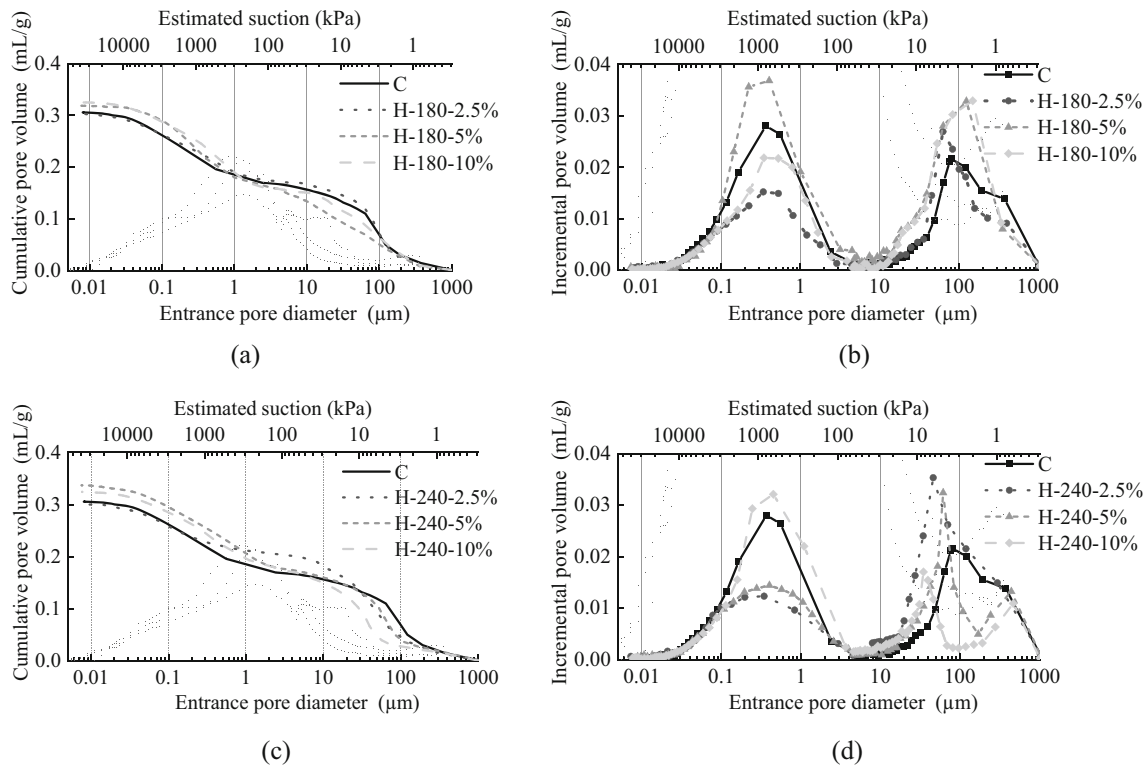 Estimated suction (kPa)
10000 1000 100 10 1
Cumulative pore volume (mL/g)
0.4
0.3
0.2
0.1
0.0
C
H-180-2.5%
H-180-5%
H-180-10%
0.01 0.1 1 10 100 1000
Entrance pore diameter (μm)
(a)
Estimated suction (kPa)
10000 1000 100 10 1
Incremental pore volume (mL/g)
0.04
0.03
0.02
0.01
0.00
C
H-180-2.5%
H-180-5%
H-180-10%
0.01 0.1 1 10 100 1000
Entrance pore diameter (μm)
(b)
Estimated suction (kPa)
10000 1000 100 10 1
Cumulative pore volume (mL/g)
0.4
0.3
0.2
0.1
0.0
C
H-240-2.5%
H-240-5%
H-240-10%
0.01 0.1 1 10 100 1000
Entrance pore diameter (μm)
(c)
Estimated suction (kPa)
10000 1000 100 10 1
Incremental pore volume (mL/g)
0.04
0.03
0.02
0.01
0.00
C
H-240-2.5%
H-240-5%
H-240-10%
0.01 0.1 1 10 100 1000
Entrance pore diameter (μm)
(d)